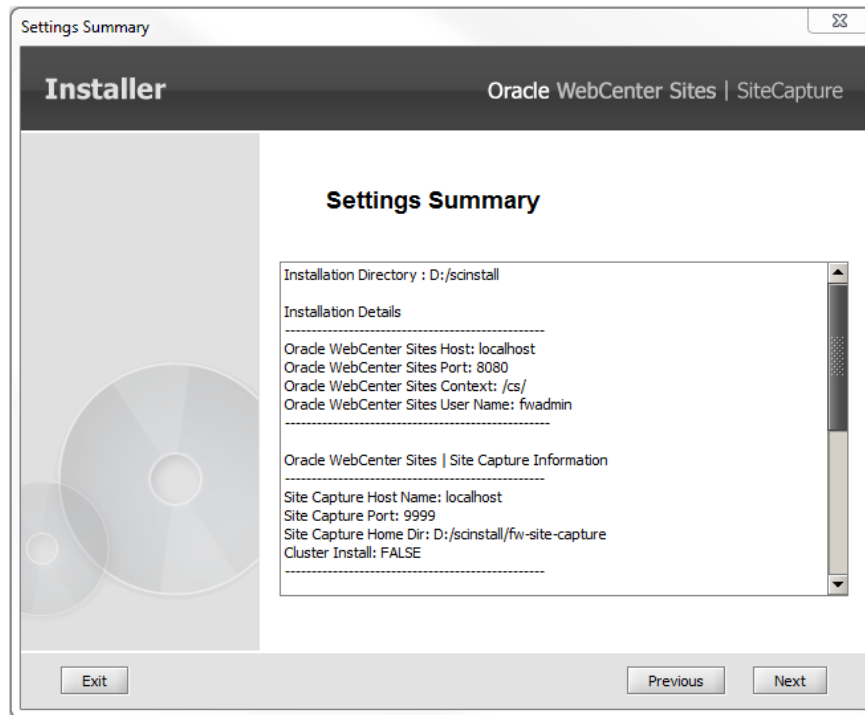 Settings Summary
Installer
Oracle WebCenter Sites | SiteCapture
Settings Summary
Installation Directory : D:/scinstall
Installation Details
-------------------------------------------------
Oracle WebCenter Sites Host: localhost
Oracle WebCenter Sites Port: 8080
Oracle WebCenter Sites Context: /cs/
Oracle WebCenter Sites User Name: fwadmin
--------------------------------------------------
Oracle WebCenter Sites | Site Capture Information
-------------------------------------------------
Site Capture Host Name: localhost
Site Capture Port: 9999
Site Capture Home Dir: D:/scinstall/fw-site-capture
Cluster Install: FALSE
-------------------------------------------------
Exit
Previous
Next